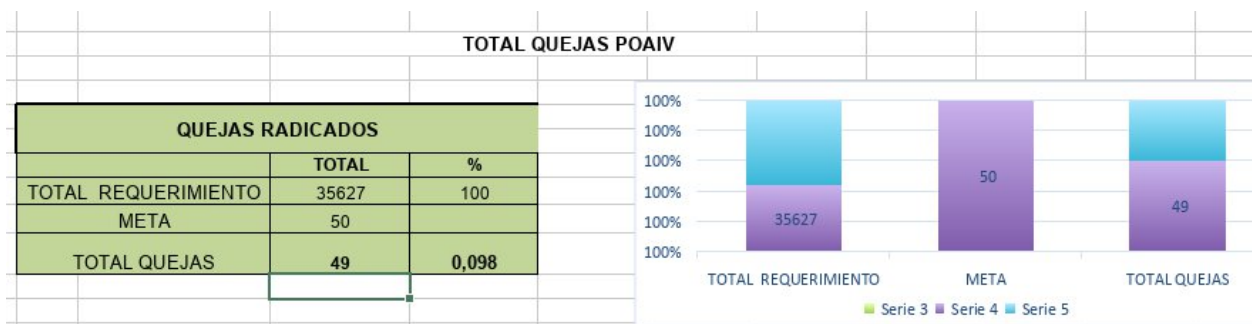 TOTAL QUEJAS POAIV
QUEJAS RADICADOS
TOTAL %
TOTAL REQUERIMIENTO 35627 100
META 50
TOTAL QUEJAS 49 0,098
100%
100%
100%
100%
100%
100%
35627
50
49
TOTAL REQUERIMIENTO META TOTAL QUEJAS
Serie 3 Serie 4 Serie 5